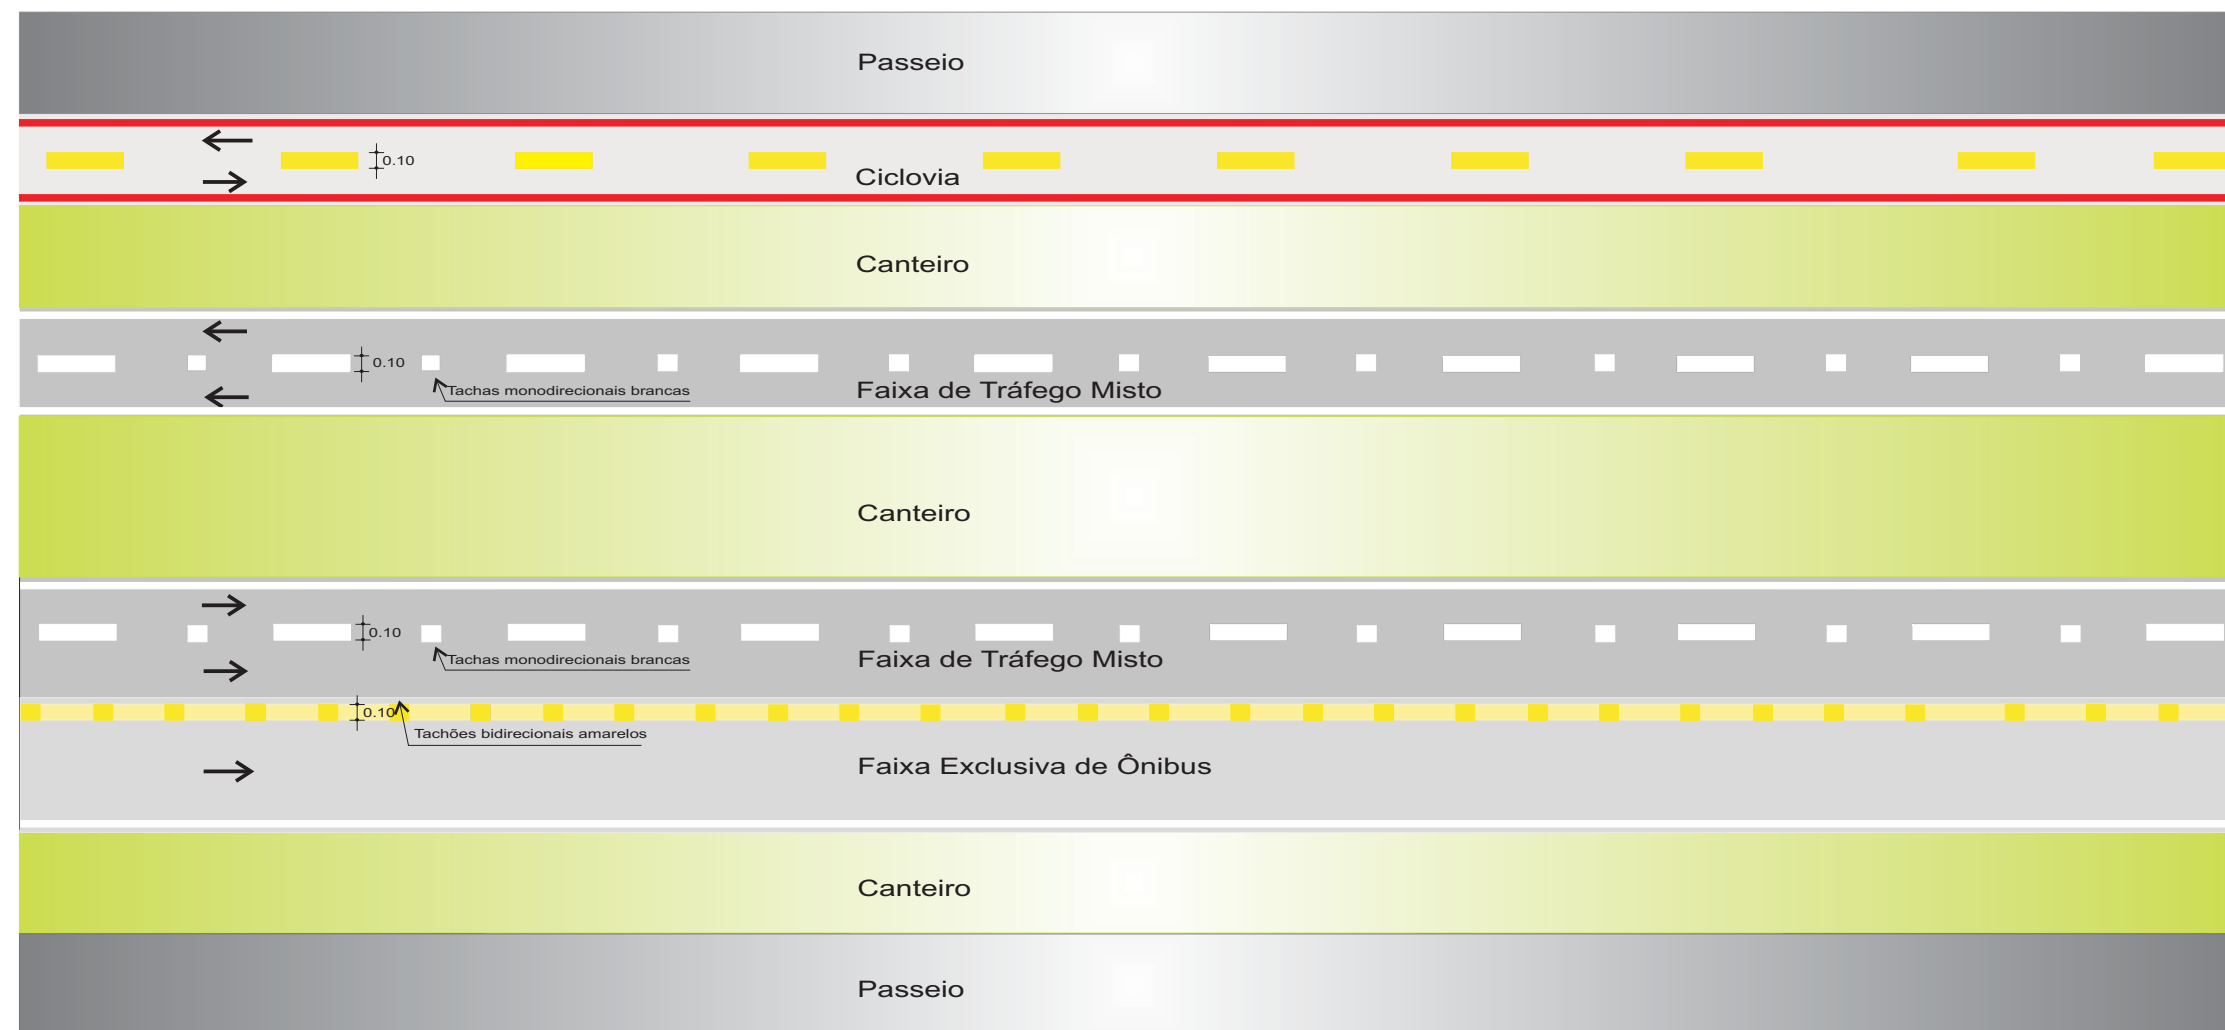 Passeio
0.10
Ciclovia
Canteiro
0.10
Tachas monodirecionais brancas
Faixa de Tráfego Misto
Canteiro
0.10
Tachas monodirecionais brancas
Faixa de Tráfego Misto
0.10
Tachões bidirecionais amarelos
Faixa Exclusiva de Ônibus
Canteiro
Passeio